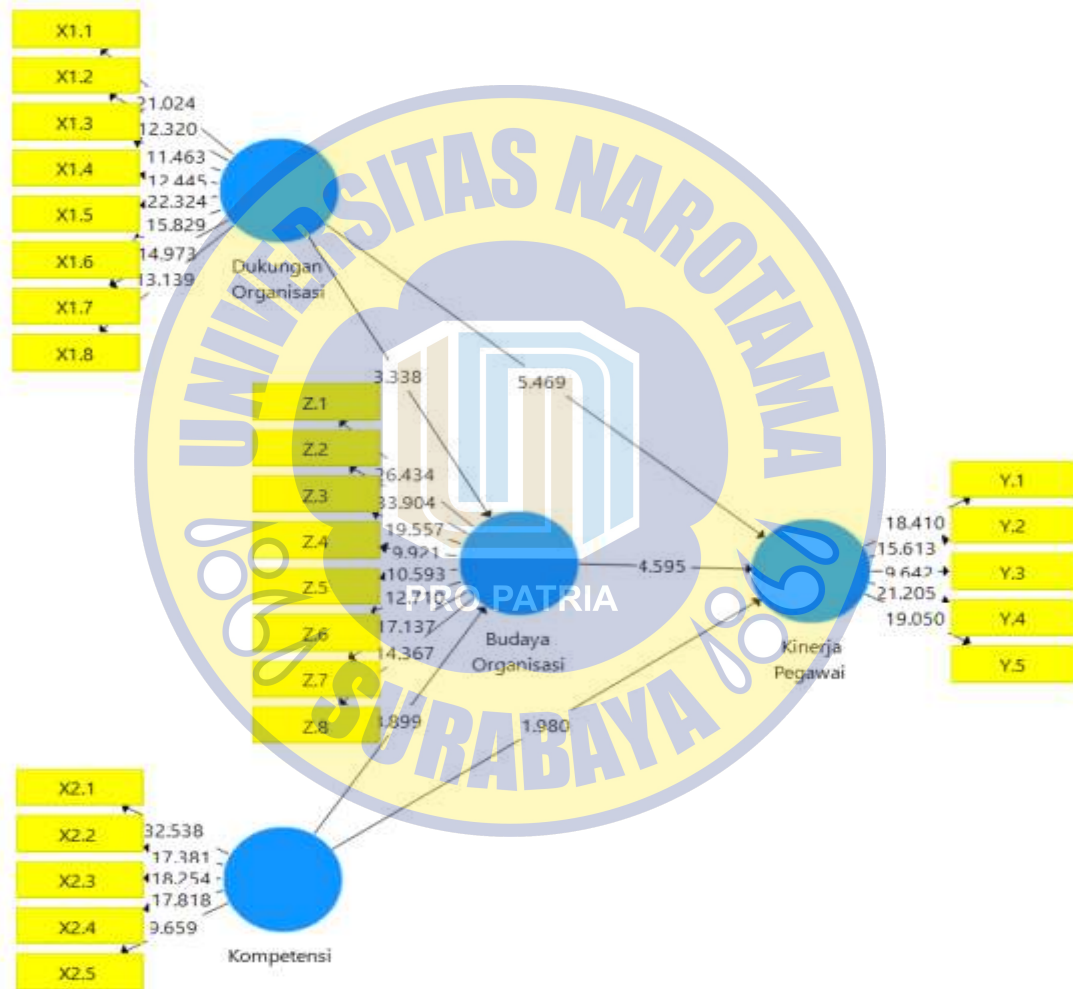 X1.1
X1.2
X1.3
X1.4
X1.5
X1.6
X1.7
X1.8
21.024
12.320
11.463
12.445
22.324
15.829
14.973
13.139
Dukungan
Organisasi
3.338
5.469
Z.1
Z.2
Z.3
Z.4
Z.5
Z.6
Z.7
Z.8
26.434
33.904
19.557
9.921
10.593
17.137
14.367
Budaya
Organisasi
4.595
1.980
Y.1
Y.2
Y.3
Y.4
Y.5
18.410
15.613
9.642
21.205
19.050
Kinerja
Pegawai
X2.1
X2.2
X2.3
X2.4
X2.5
32.538
17.381
18.254
17.818
9.659
Kompetensi
UNIVERSITAS NAROTAMA
PRO PATRIA
SURABAYA